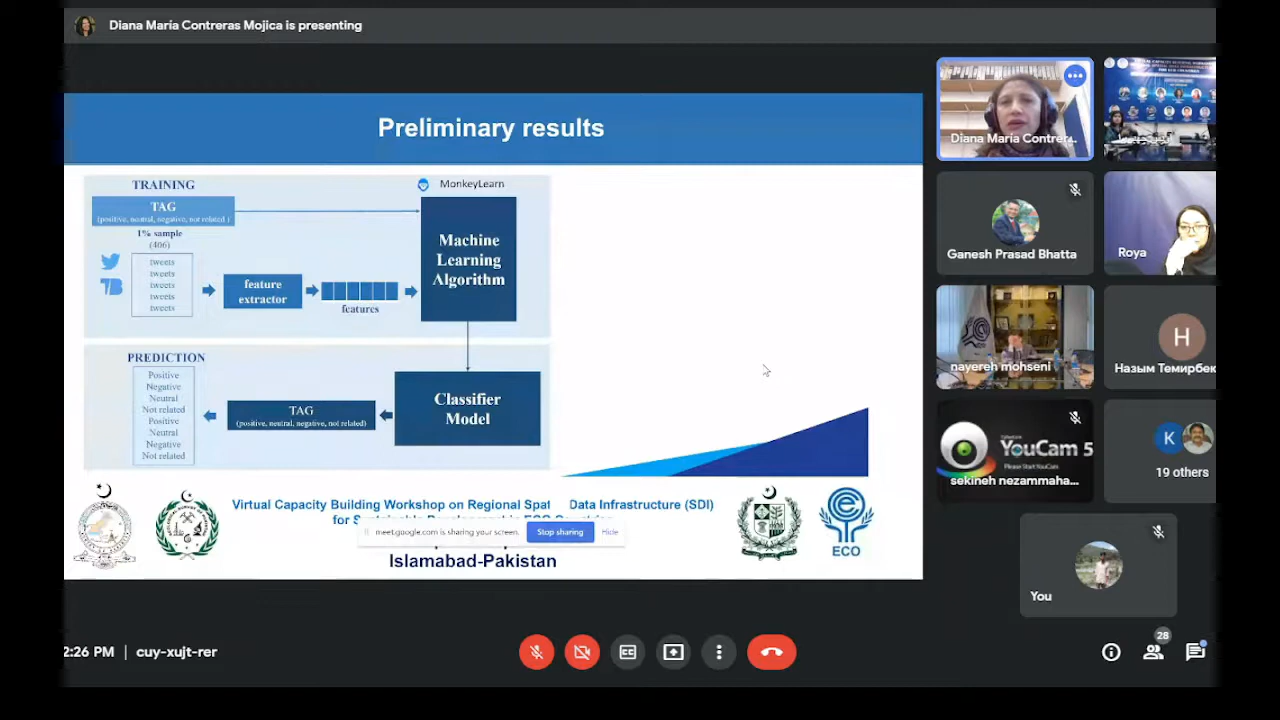 Diana María Contreras Mojica is presenting
Preliminary results
TRAINING
MonkeyLearn
TAG
(positive, neutral, negative, not related )
1% sample
(406)
tweets
tweets
tweets
tweets
tweets
feature
extractor
features
Machine
Learning
Algorithm
PREDICTION
Positive
Negative
Neutral
Not related
Positive
Neutral
Negative
Not related
TAG
(positive, neutral, negative, not related)
Classifier
Model
Virtual Capacity Building Workshop on Regional Spat Data Infrastructure (SDI)
for
meet.google.com is sharing your screen.
Stop sharing
Hide
Islamabad-Pakistan
ECO
Diana María Contrer...
Ganesh Prasad Bhatta
Roya
nayereh mohseni
Н
Назым Темирбек
YouCam 5
Please Start YouCam
sekineh nezammaha...
K
19 others
You
2:26 PM | cuy-xujt-rer
CC
28